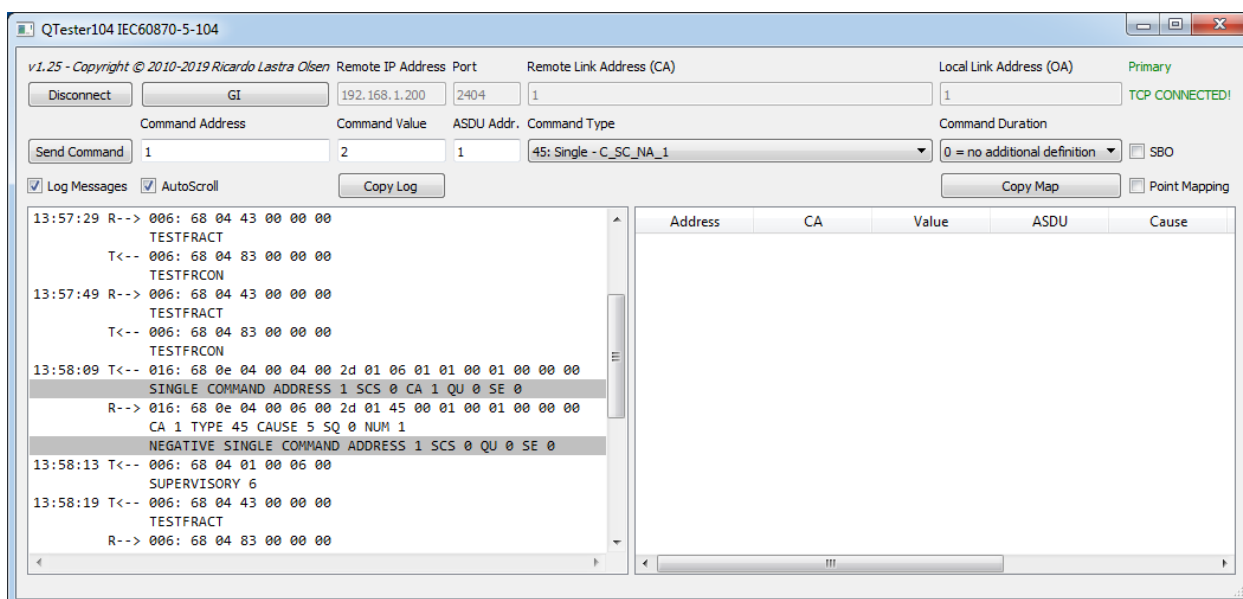 QTester104 IEC60870-5-104
v1.25 - Copyright © 2010-2019 Ricardo Lastra Olsen Remote IP Address Port Remote Link Address (CA) Local Link Address (OA) Primary
Disconnect GI 192.168.1.200 2404 1 1 TCP CONNECTED!
Command Address Command Value ASDU Addr. Command Type Command Duration
Send Command 1 2 1 45: Single - C_SC_NA_1 0 = no additional definition SBO
Log Messages AutoScroll Copy Log Copy Map Point Mapping
Address CA Value ASDU Cause
13:57:29 R--> 006: 68 04 43 00 00 00
TESTFRACT
T<-- 006: 68 04 83 00 00 00
TESTFRCON
13:57:49 R--> 006: 68 04 43 00 00 00
TESTFRACT
T<-- 006: 68 04 83 00 00 00
TESTFRCON
13:58:09 T<-- 016: 68 0e 04 00 04 00 2d 01 06 01 01 00 01 00 00 00
SINGLE COMMAND ADDRESS 1 SCS 0 CA 1 QU 0 SE 0
R--> 016: 68 0e 04 00 06 00 2d 01 45 00 01 00 01 00 00 00
CA 1 TYPE 45 CAUSE 5 SQ 0 NUM 1
NEGATIVE SINGLE COMMAND ADDRESS 1 SCS 0 QU 0 SE 0
13:58:13 T<-- 006: 68 04 01 00 06 00
SUPERVISORY 6
13:58:19 T<-- 006: 68 04 43 00 00 00
TESTFRACT
R--> 006: 68 04 83 00 00 00